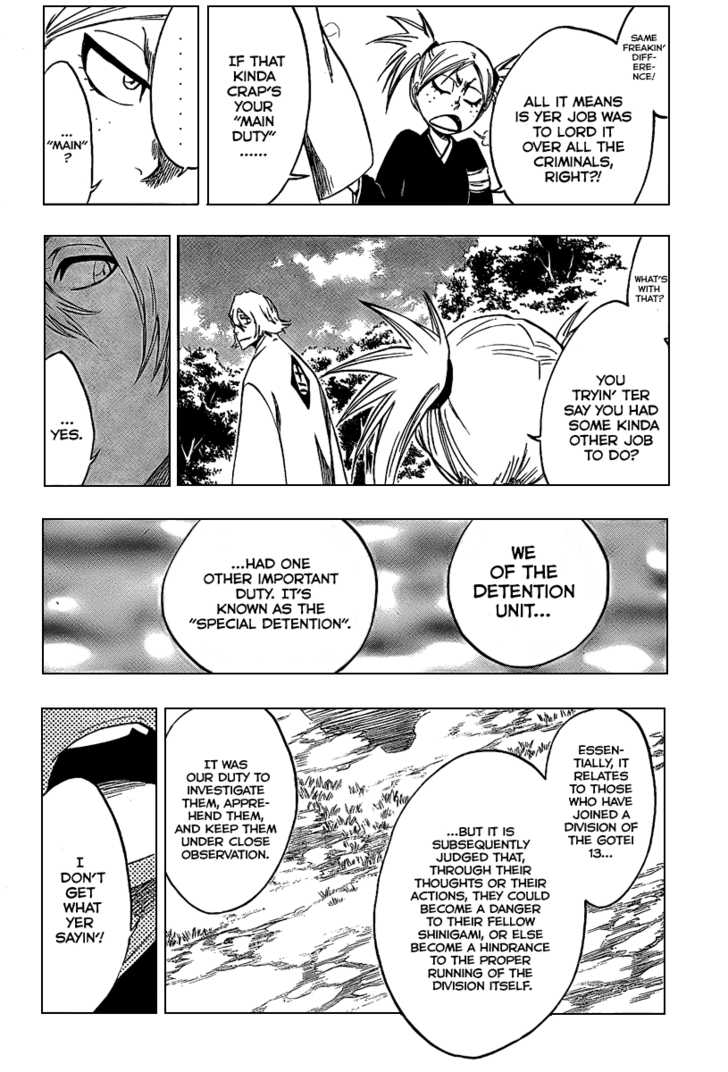 SAME
FREAKIN'
DIFF-
ERE-
NCE!
ALL IT MEANS
IS YER JOB WAS
TO LORD IT
OVER ALL THE
CRIMINALS,
RIGHT?!
IF THAT
KINDA
CRAP'S
YOUR
"MAIN
DUTY"
......
......
...
"MAIN"
?
WHAT'S
WITH
THAT?
YOU
TRYIN' TER
SAY YOU HAD
SOME KINDA
OTHER JOB
TO DO?
...
YES.
WE
OF THE
DETENTION
UNIT...
...HAD ONE
OTHER IMPORTANT
DUTY. IT'S
KNOWN AS THE
"SPECIAL DETENTION".
ESSEN-
TIALLY, IT
RELATES
TO THOSE
WHO HAVE
JOINED A
DIVISION OF
THE GOTEI
13...
...BUT IT IS
SUBSEQUENTLY
JUDGED THAT,
THROUGH THEIR
THOUGHTS OR THEIR
ACTIONS, THEY COULD
BECOME A DANGER
TO THEIR FELLOW
SHINIGAMI, OR ELSE
BECOME A HINDRANCE
TO THE PROPER
RUNNING OF THE
DIVISION ITSELF.
IT WAS
OUR DUTY TO
INVESTIGATE
THEM, APPRE-
HEND THEM,
AND KEEP THEM
UNDER CLOSE
OBSERVATION.
I
DON'T
GET
WHAT
YER
SAYIN'!